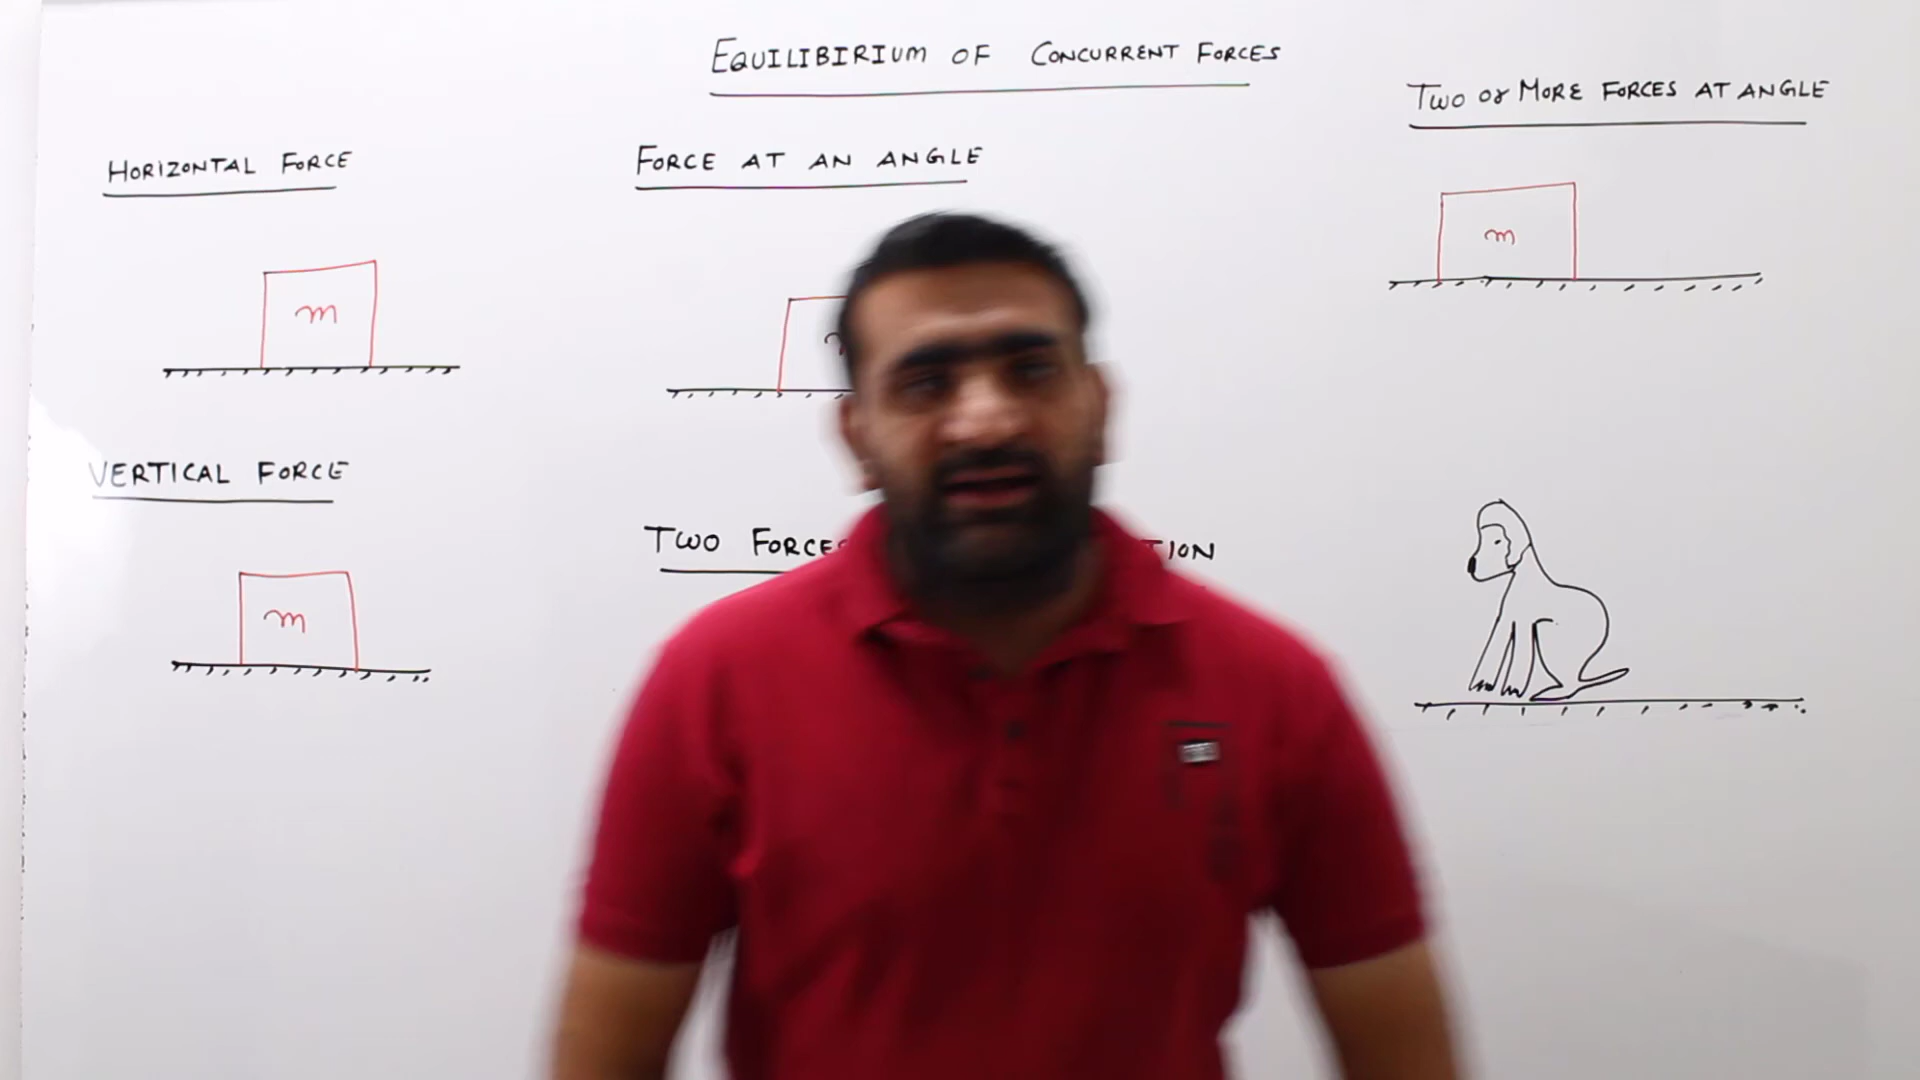 EQUILIBIRIUM OF CONCURRENT FORCES
TWO or MORE FORCES AT ANGLE
HORIZONTAL FORCE
FORCE AT AN ANGLE
m
m
VERTICAL FORCE
TWO FORCES
m